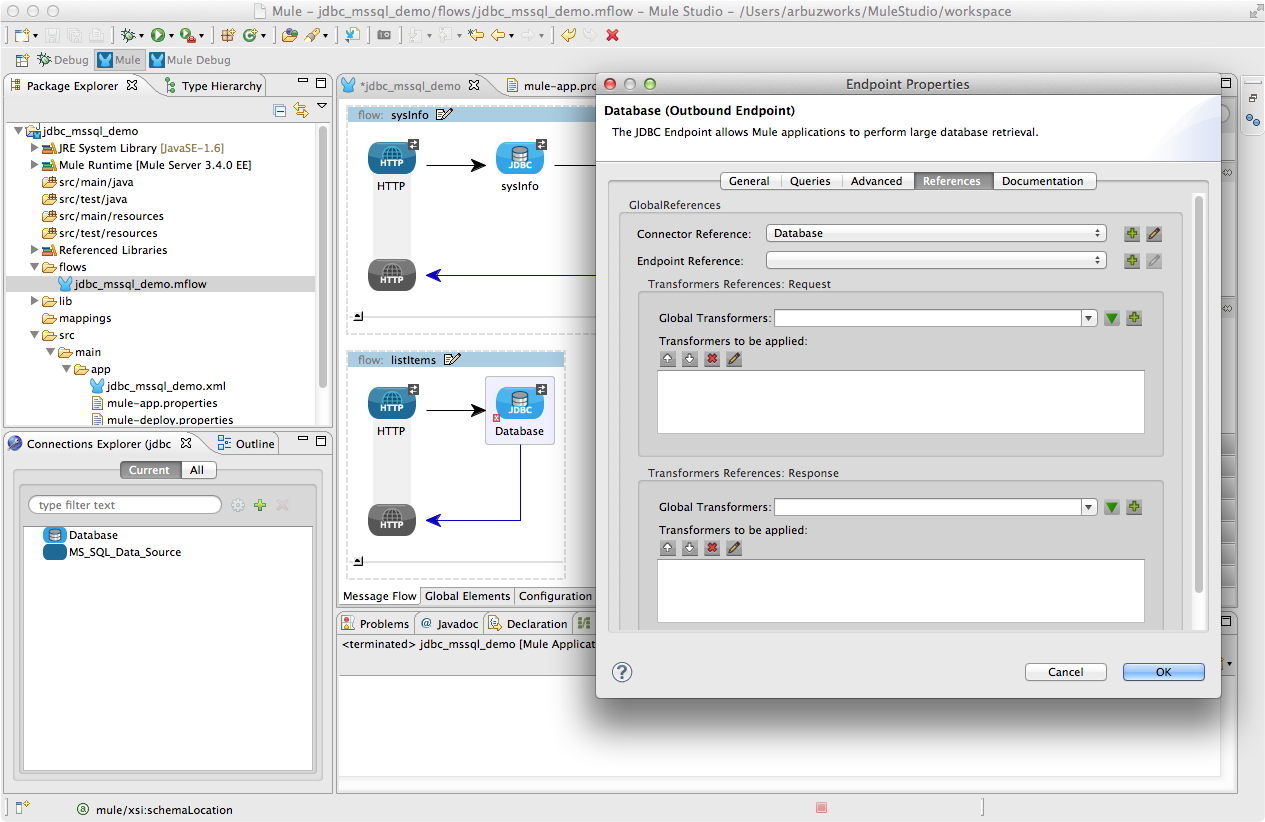 Mule – jdbc_mssql_demo/flows/jdbc_mssql_demo.mflow – Mule Studio – /Users/arbuzworks/MuleStudio/workspace
Debug Mule Mule Debug
Package Explorer Type Hierarchy
jdbc_mssql_demo
JRE System Library [JavaSE-1.6]
Mule Runtime [Mule Server 3.4.0 EE]
src/main/java
src/test/java
src/main/resources
src/test/resources
Referenced Libraries
flows
jdbc_mssql_demo.mflow
lib
mappings
src
main
app
jdbc_mssql_demo.xml
mule-app.properties
mule-deploy.properties
Connections Explorer (jdbc Outline
Current All
type filter text
Database
MS_SQL_Data_Source
*jdbc_mssql_demo mule-app.pro
flow: sysInfo
HTTP JDBC
HTTP sysInfo
HTTP
flow: listItems
HTTP JDBC
HTTP Database
HTTP
Message Flow Global Elements Configuration
Problems @ Javadoc Declaration
<terminated> jdbc_mssql_demo [Mule Applicat
Endpoint Properties
Database (Outbound Endpoint)
The JDBC Endpoint allows Mule applications to perform large database retrieval.
General Queries Advanced References Documentation
GlobalReferences
Connector Reference: Database
Endpoint Reference:
Transformers References: Request
Global Transformers:
Transformers to be applied:
Transformers References: Response
Global Transformers:
Transformers to be applied:
? Cancel OK
a mule/xsi:schemaLocation